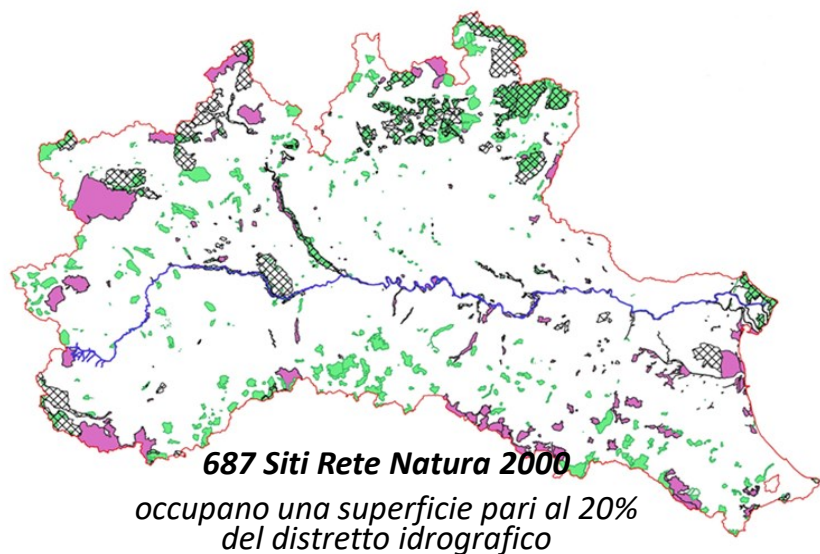 687 Siti Rete Natura 2000
occupano una superficie pari al 20%
del distretto idrografico